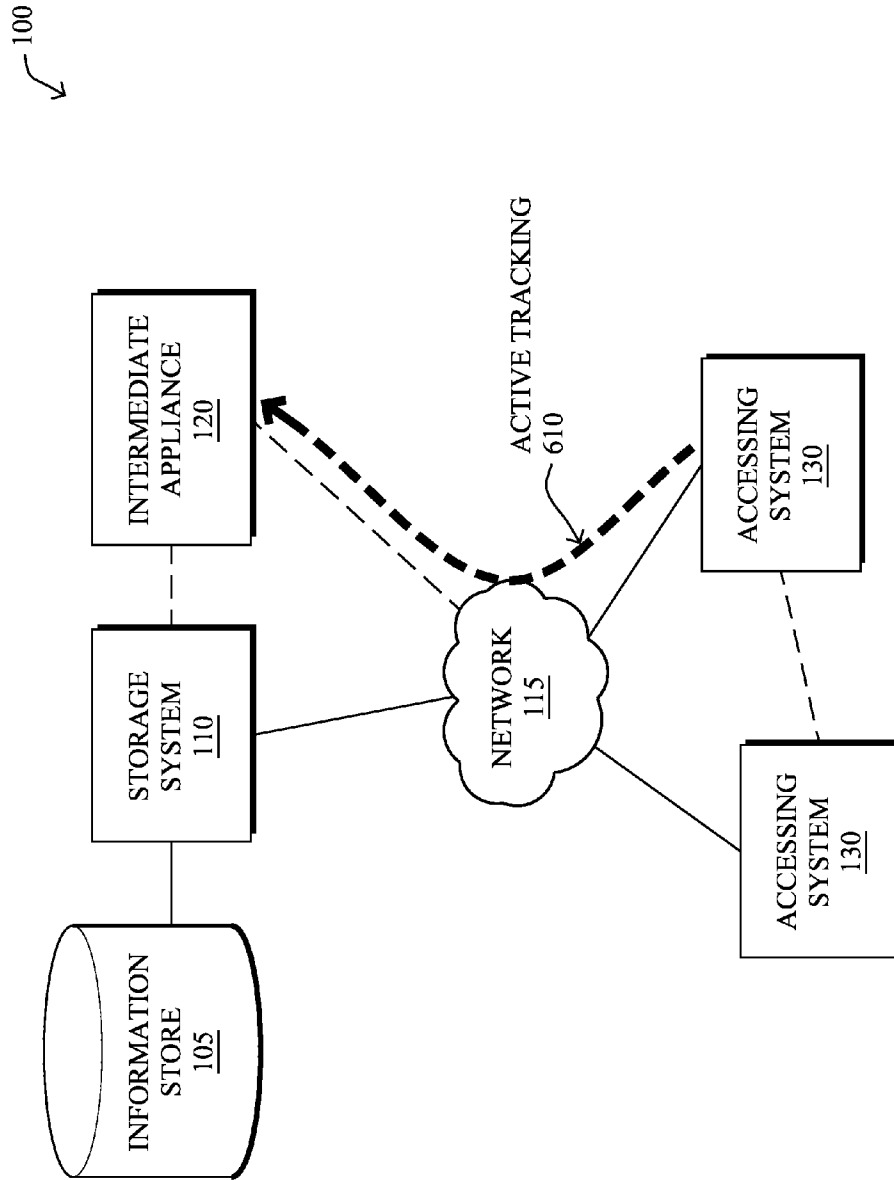 100
INFORMATION
STORE
105
STORAGE
SYSTEM
110
INTERMEDIATE
APPLIANCE
120
NETWORK
115
ACTIVE TRACKING
610
ACCESSING
SYSTEM
130
ACCESSING
SYSTEM
130